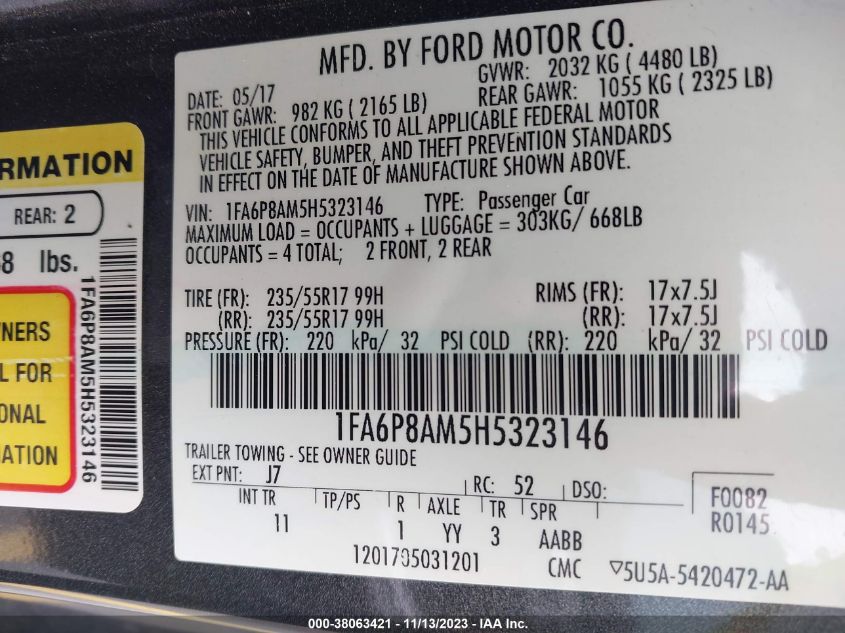 MFD. BY FORD MOTOR CO.
DATE: 05/17 GVWR: 2032 KG ( 4480 LB)
FRONT GAWR: 982 KG ( 2165 LB) REAR GAWR: 1055 KG ( 2325 LB)
THIS VEHICLE CONFORMS TO ALL APPLICABLE FEDERAL MOTOR
VEHICLE SAFETY, BUMPER, AND THEFT PREVENTION STANDARDS
IN EFFECT ON THE DATE OF MANUFACTURE SHOWN ABOVE.
VIN: 1FA6P8AM5H5323146 TYPE: Passenger Car
MAXIMUM LOAD = OCCUPANTS + LUGGAGE = 303KG/ 668LB
OCCUPANTS = 4 TOTAL; 2 FRONT, 2 REAR
TIRE (FR): 235/55R17 99H RIMS (FR): 17x7.5J
(RR): 235/55R17 99H (RR): 17x7.5J
PRESSURE (FR): 220 kPa/ 32 PSI COLD (RR): 220 kPa/ 32 PSI COLD
1FA6P8AM5H5323146
TRAILER TOWING - SEE OWNER GUIDE
EXT PNT: J7 RC: 52 DSO:
INT TR TP/PS R AXLE TR SPR
11 1 YY 3 AABB
F0082
R0145
1201705031201 CMC ▽5U5A-5420472-AA
RMATION
REAR: 2
8 lbs.
1FA6P8AM5H5323146
NERS
L FOR
ONAL
ATION
000-38063421 - 11/13/2023 - IAA Inc.